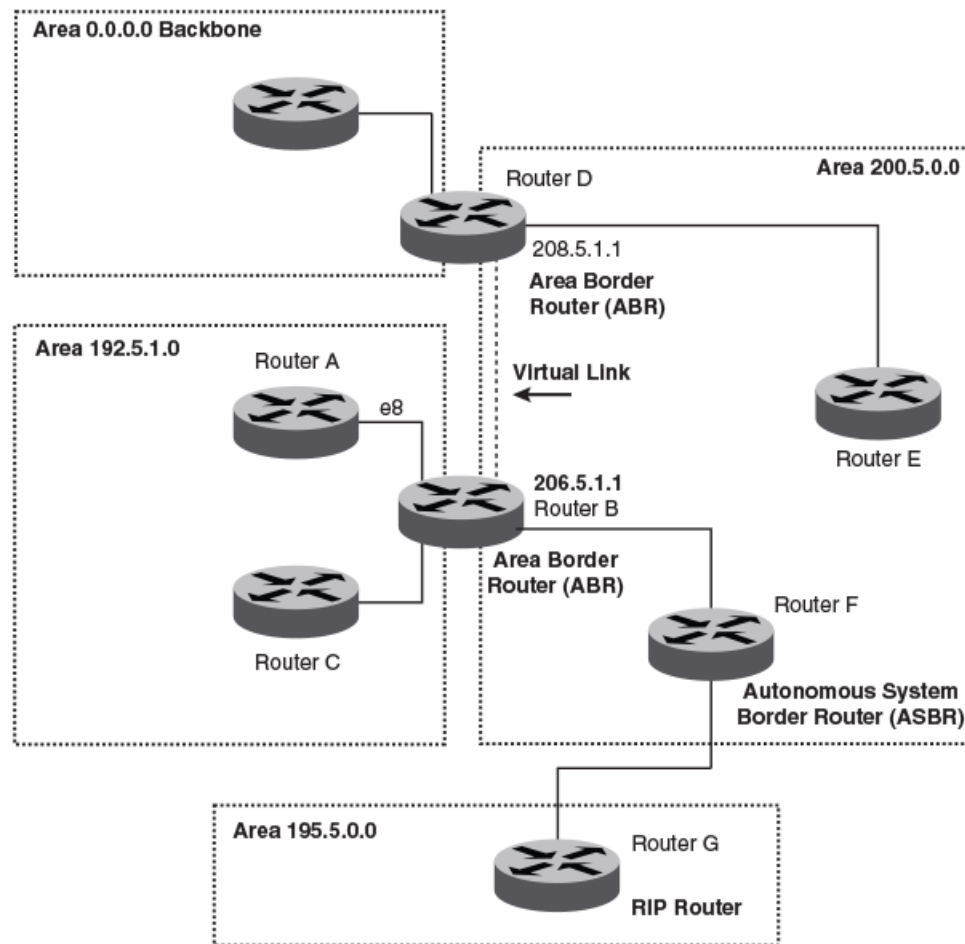 Area 0.0.0.0 Backbone
Router D
Area 200.5.0.0
208.5.1.1
Area Border
Router (ABR)
Area 192.5.1.0
Router A
e8
Virtual Link
Router E
206.5.1.1
Router B
Area Border
Router (ABR)
Router C
Router F
Autonomous System
Border Router (ASBR)
Area 195.5.0.0
Router G
RIP Router